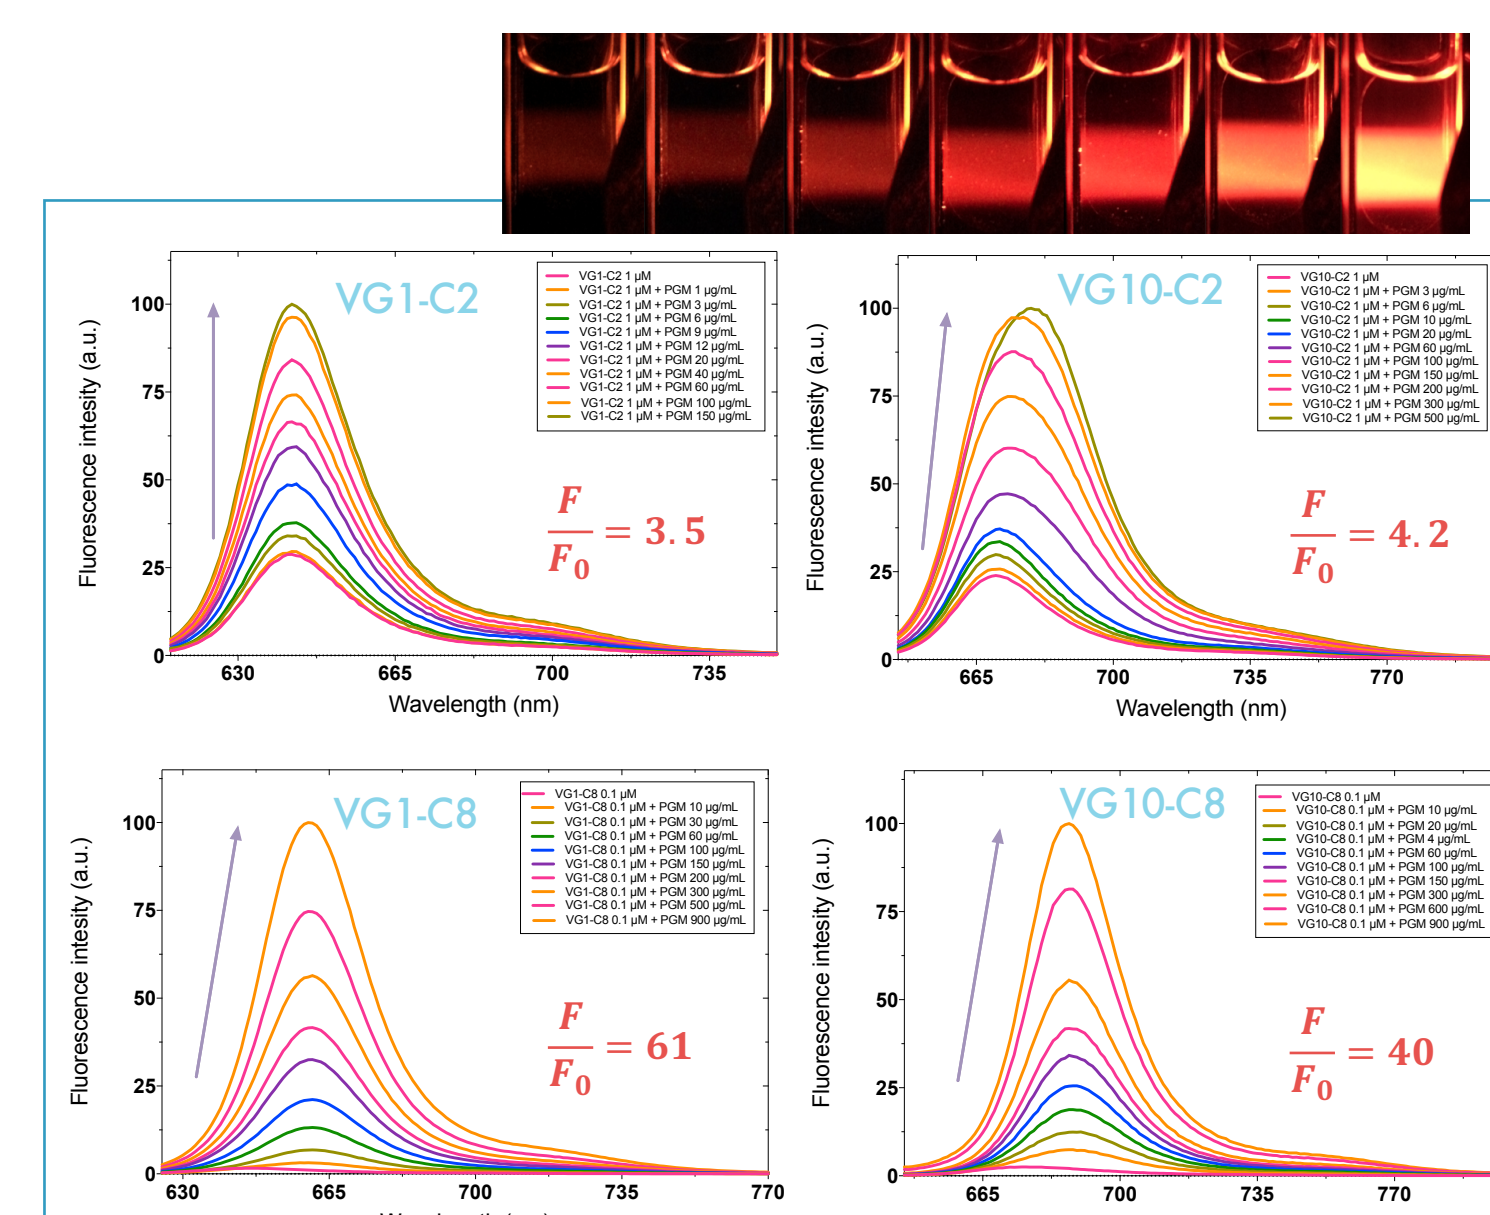 VG1-C2
Fluorescence intesity (a.u.)
100
75
50
25
0
630
665
700
735
Wavelength (nm)
VG1-C2 1 µM
VG1-C2 1 µM + PGM 1 µg/mL
VG1-C2 1 µM + PGM 3 µg/mL
VG1-C2 1 µM + PGM 6 µg/mL
VG1-C2 1 µM + PGM 9 µg/mL
VG1-C2 1 µM + PGM 12 µg/mL
VG1-C2 1 µM + PGM 20 µg/mL
VG1-C2 1 µM + PGM 40 µg/mL
VG1-C2 1 µM + PGM 60 µg/mL
VG1-C2 1 µM + PGM 100 µg/mL
VG1-C2 1 µM + PGM 150 µg/mL
F/F₀ = 3.5
VG10-C2
Fluorescence intesity (a.u.)
100
75
50
25
0
665
700
735
770
Wavelength (nm)
VG10-C2 1 µM
VG10-C2 1 µM + PGM 3 µg/mL
VG10-C2 1 µM + PGM 6 µg/mL
VG10-C2 1 µM + PGM 10 µg/mL
VG10-C2 1 µM + PGM 20 µg/mL
VG10-C2 1 µM + PGM 60 µg/mL
VG10-C2 1 µM + PGM 100 µg/mL
VG10-C2 1 µM + PGM 150 µg/mL
VG10-C2 1 µM + PGM 200 µg/mL
VG10-C2 1 µM + PGM 300 µg/mL
VG10-C2 1 µM + PGM 500 µg/mL
F/F₀ = 4.2
VG1-C8
Fluorescence intesity (a.u.)
100
75
50
25
0
630
665
700
735
770
VG1-C8 0.1 µM
VG1-C8 0.1 µM + PGM 10 µg/mL
VG1-C8 0.1 µM + PGM 30 µg/mL
VG1-C8 0.1 µM + PGM 60 µg/mL
VG1-C8 0.1 µM + PGM 100 µg/mL
VG1-C8 0.1 µM + PGM 150 µg/mL
VG1-C8 0.1 µM + PGM 200 µg/mL
VG1-C8 0.1 µM + PGM 300 µg/mL
VG1-C8 0.1 µM + PGM 500 µg/mL
VG1-C8 0.1 µM + PGM 900 µg/mL
F/F₀ = 61
VG10-C8
Fluorescence intesity (a.u.)
100
75
50
25
0
665
700
735
770
VG10-C8 0.1 µM
VG10-C8 0.1 µM + PGM 10 µg/mL
VG10-C8 0.1 µM + PGM 20 µg/mL
VG10-C8 0.1 µM + PGM 4 µg/mL
VG10-C8 0.1 µM + PGM 60 µg/mL
VG10-C8 0.1 µM + PGM 100 µg/mL
VG10-C8 0.1 µM + PGM 150 µg/mL
VG10-C8 0.1 µM + PGM 300 µg/mL
VG10-C8 0.1 µM + PGM 600 µg/mL
VG10-C8 0.1 µM + PGM 900 µg/mL
F/F₀ = 40